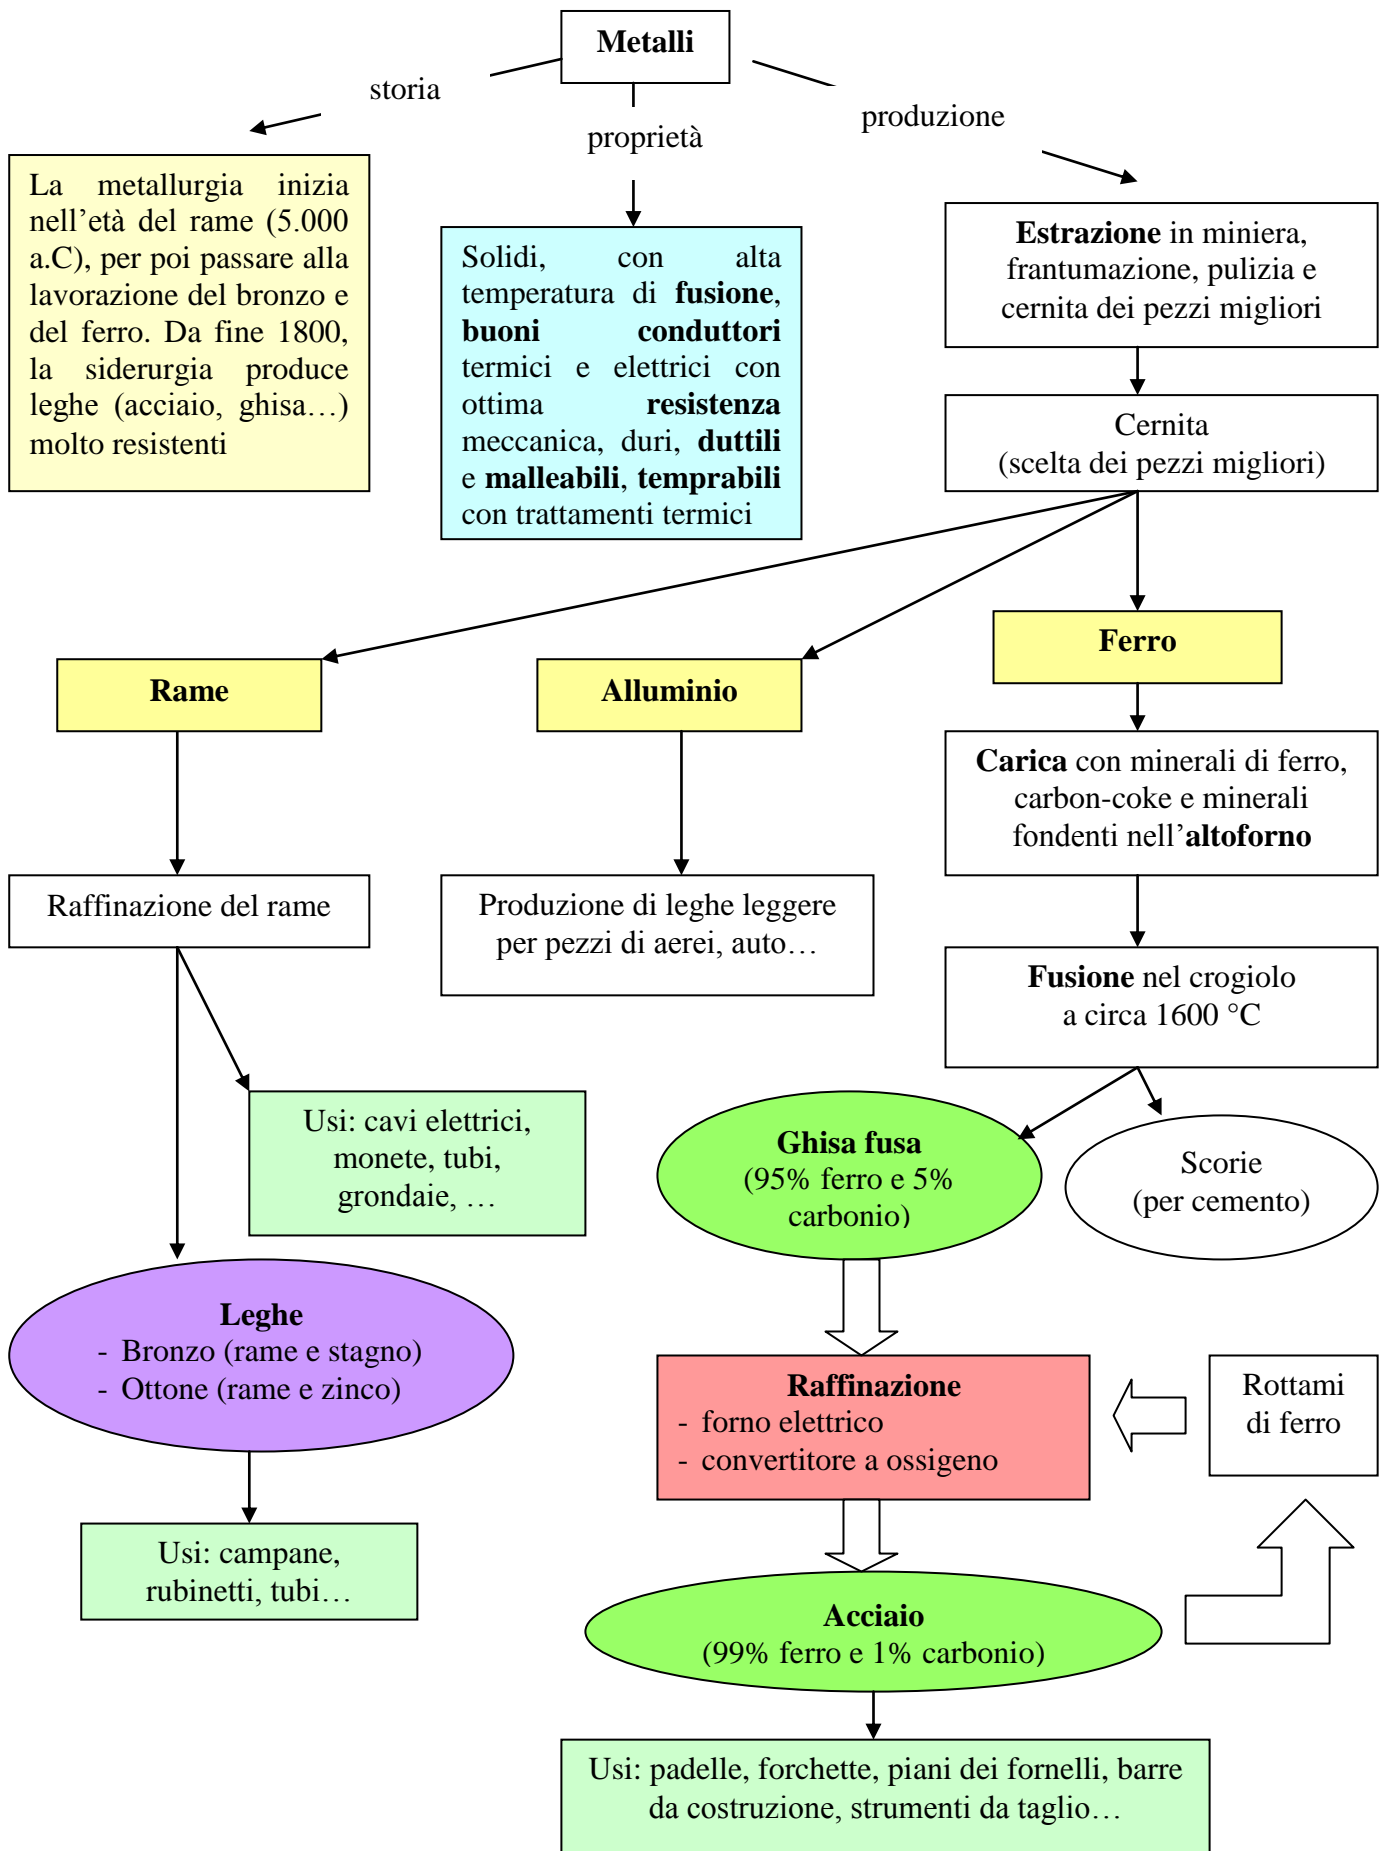 Metalli
storia
proprietà
produzione
La metallurgia inizia
nell’età del rame (5.000
a.C), per poi passare alla
lavorazione del bronzo e
del ferro. Da fine 1800,
la siderurgia produce
leghe (acciaio, ghisa…)
molto resistenti
Solidi, con alta
temperatura di fusione,
buoni conduttori
termici e elettrici con
ottima resistenza
meccanica, duri, duttili
e malleabili, temprabili
con trattamenti termici
Estrazione in miniera,
frantumazione, pulizia e
cernita dei pezzi migliori
Cernita
(scelta dei pezzi migliori)
Rame
Alluminio
Ferro
Carica con minerali di ferro,
carbon-coke e minerali
fondenti nell’altoforno
Raffinazione del rame
Produzione di leghe leggere
per pezzi di aerei, auto…
Fusione nel crogiolo
a circa 1600 °C
Usi: cavi elettrici,
monete, tubi,
grondaie, …
Ghisa fusa
(95% ferro e 5%
carbonio)
Scorie
(per cemento)
Leghe
- Bronzo (rame e stagno)
- Ottone (rame e zinco)
Raffinazione
- forno elettrico
- convertitore a ossigeno
Rottami
di ferro
Usi: campane,
rubinetti, tubi…
Acciaio
(99% ferro e 1% carbonio)
Usi: padelle, forchette, piani dei fornelli, barre
da costruzione, strumenti da taglio…